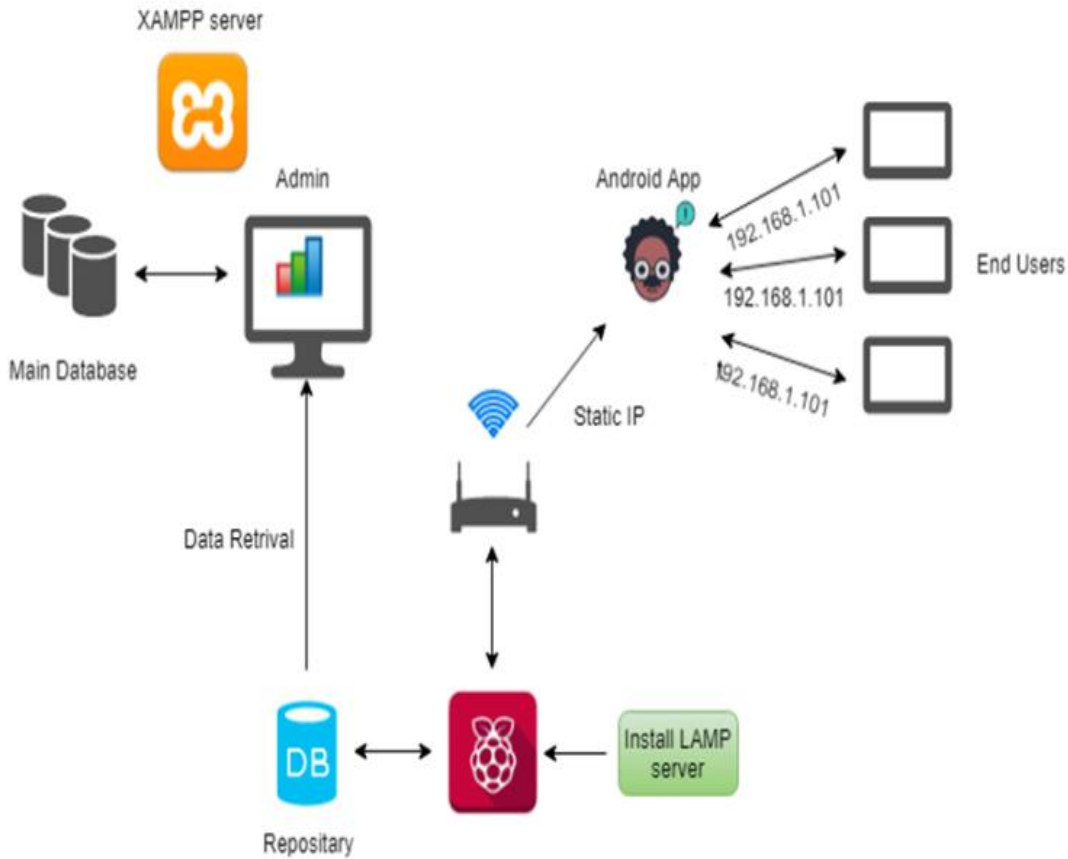 XAMPP server
Admin
Android App
192.168.1.101
End Users
192.168.1.101
Main Database
192.168.1.101
Static IP
Data Retrival
DB
Install LAMP
server
Repositary